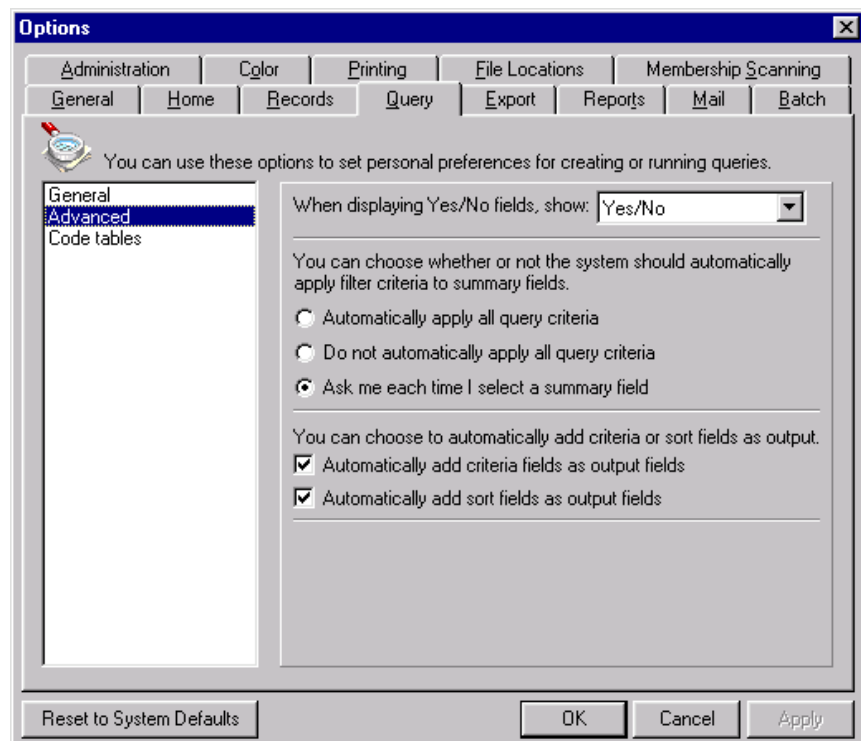 Options
Administration Color Printing File Locations Membership Scanning
General Home Records Query Export Reports Mail Batch
You can use these options to set personal preferences for creating or running queries.
General
Advanced
Code tables
When displaying Yes/No fields, show: Yes/No
You can choose whether or not the system should automatically
apply filter criteria to summary fields.
Automatically apply all query criteria
Do not automatically apply all query criteria
Ask me each time I select a summary field
You can choose to automatically add criteria or sort fields as output.
Automatically add criteria fields as output fields
Automatically add sort fields as output fields
Reset to System Defaults OK Cancel Apply